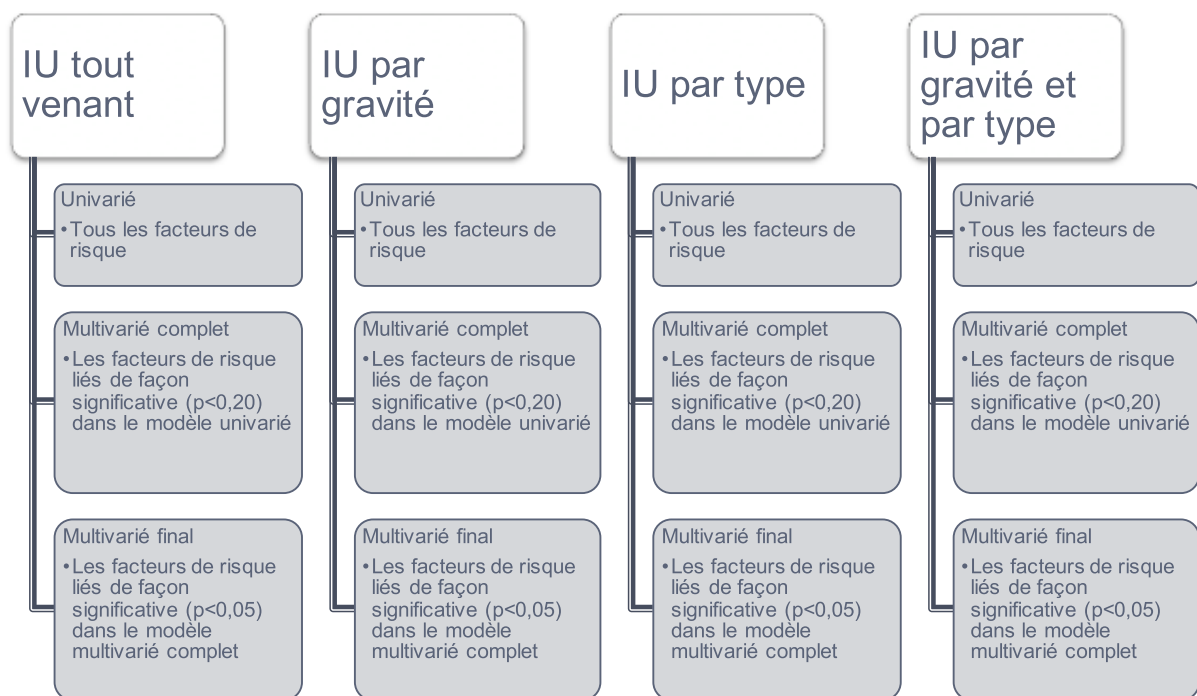 IU tout
venant
Univarié
•Tous les facteurs de
risque
Multivarié complet
•Les facteurs de risque
liés de façon
significative (p<0,20)
dans le modèle univarié
Multivarié final
•Les facteurs de risque
liés de façon
significative (p<0,05)
dans le modèle
multivarié complet
IU par
gravité
Univarié
•Tous les facteurs de
risque
Multivarié complet
•Les facteurs de risque
liés de façon
significative (p<0,20)
dans le modèle univarié
Multivarié final
•Les facteurs de risque
liés de façon
significative (p<0,05)
dans le modèle
multivarié complet
IU par type
Univarié
•Tous les facteurs de
risque
Multivarié complet
•Les facteurs de risque
liés de façon
significative (p<0,20)
dans le modèle univarié
Multivarié final
•Les facteurs de risque
liés de façon
significative (p<0,05)
dans le modèle
multivarié complet
IU par
gravité et
par type
Univarié
•Tous les facteurs de
risque
Multivarié complet
•Les facteurs de risque
liés de façon
significative (p<0,20)
dans le modèle univarié
Multivarié final
•Les facteurs de risque
liés de façon
significative (p<0,05)
dans le modèle
multivarié complet